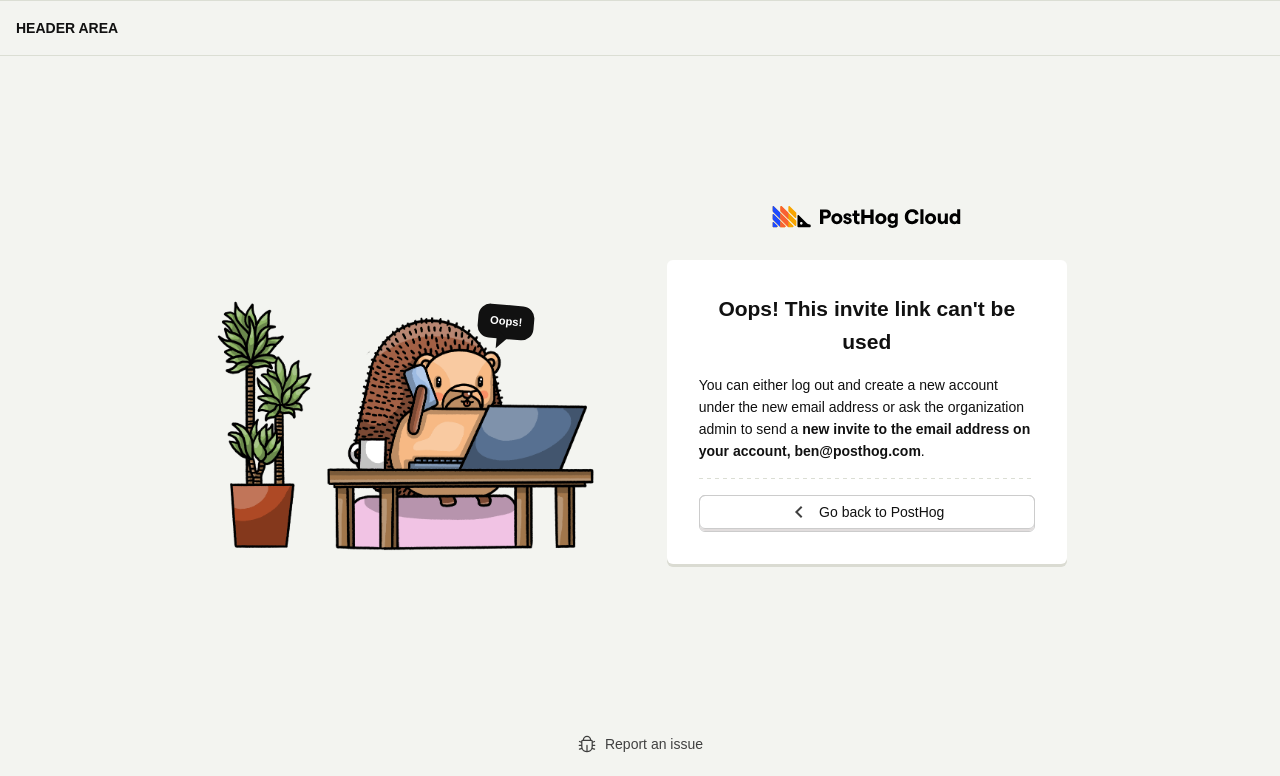 HEADER AREA
PostHog Cloud
Oops!
Oops! This invite link can't be
used
You can either log out and create a new account
under the new email address or ask the organization
admin to send a new invite to the email address on
your account, ben@posthog.com.
Go back to PostHog
Report an issue